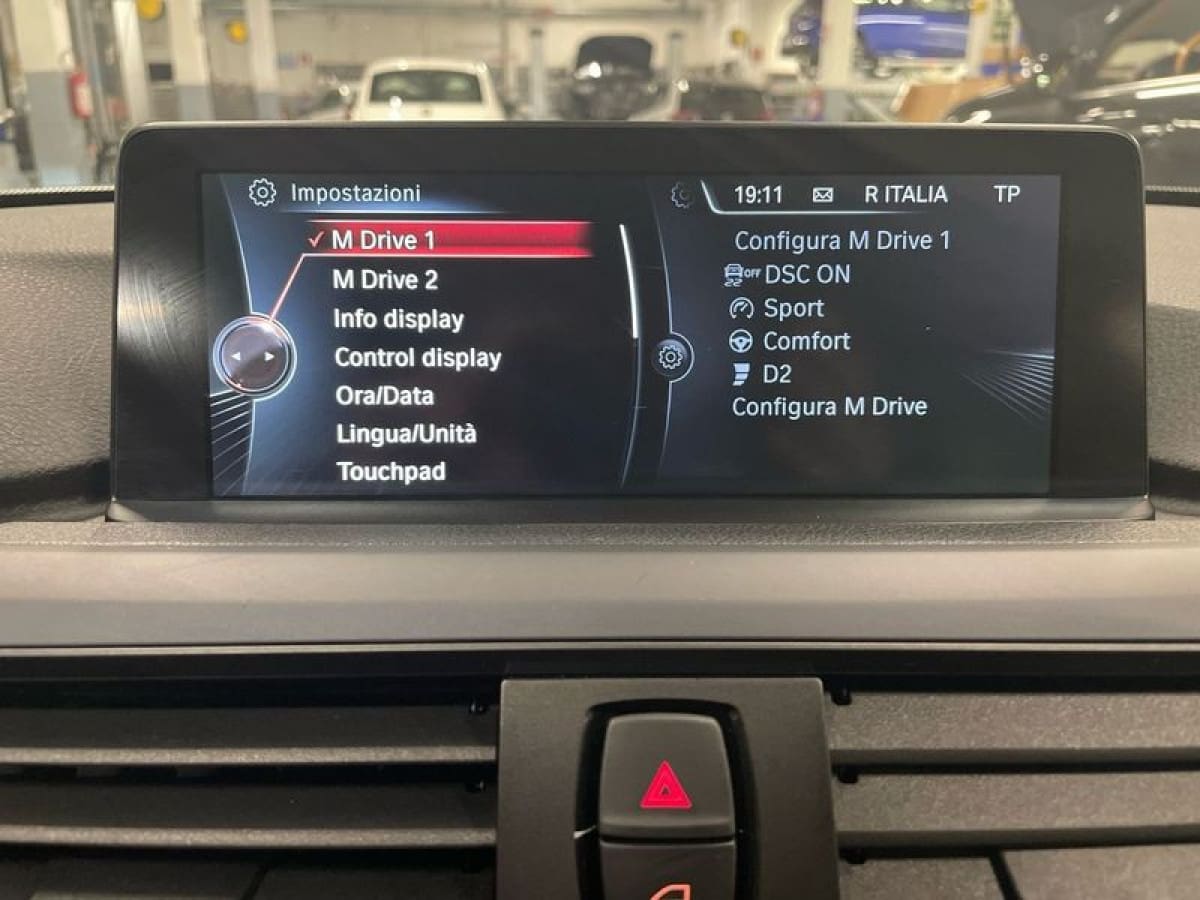 Impostazioni
M Drive 1
M Drive 2
Info display
Control display
Ora/Data
Lingua/Unità
Touchpad
19:11 R ITALIA TP
Configura M Drive 1
OFF DSC ON
Sport
Comfort
D2
Configura M Drive